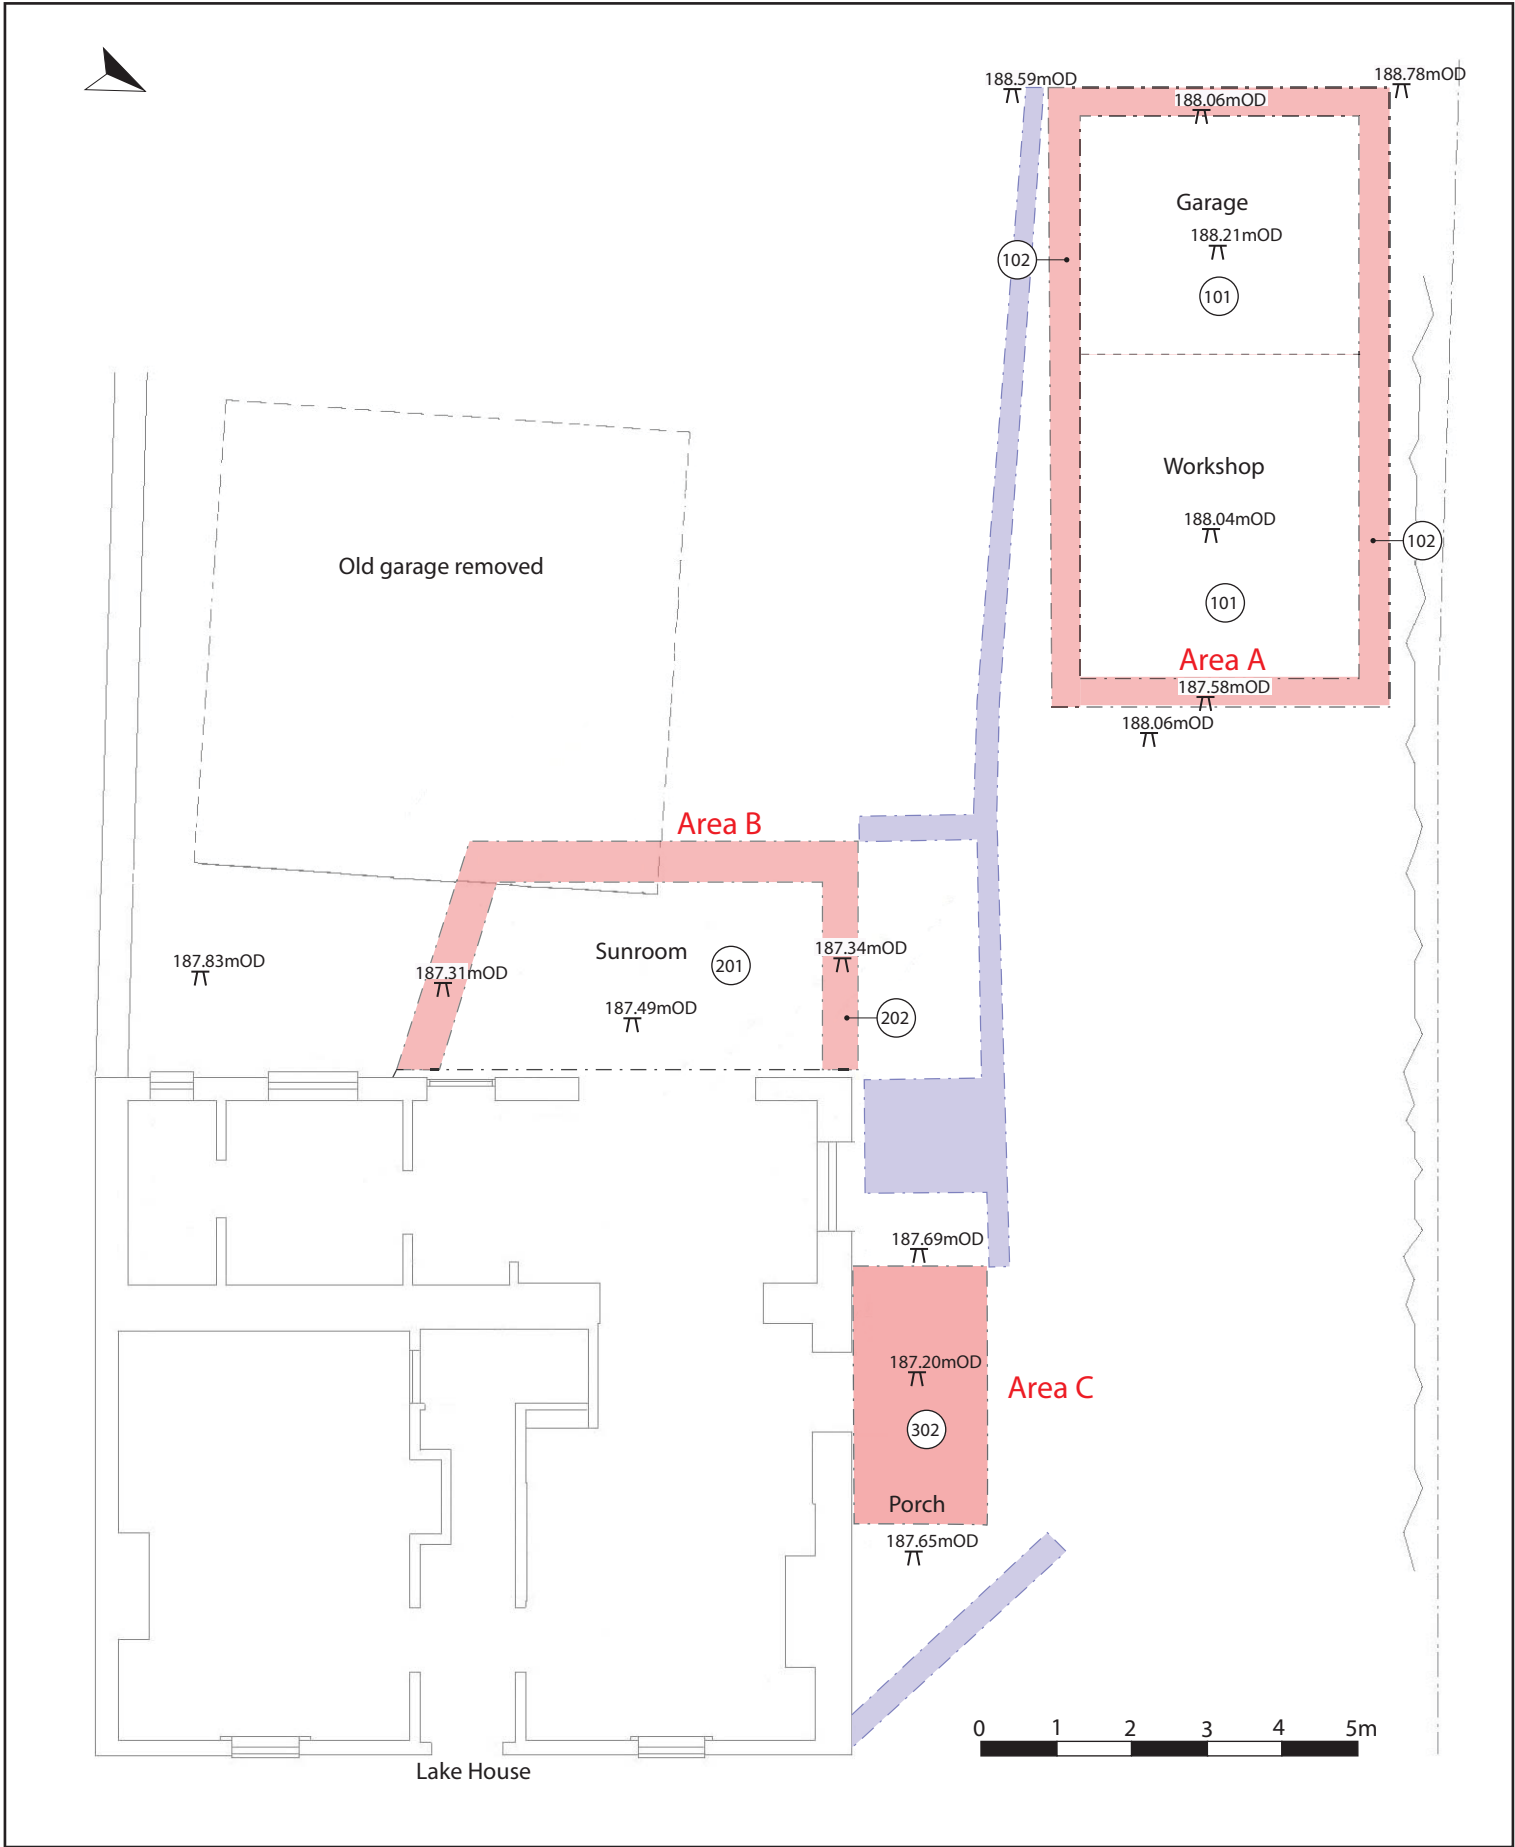 188.59mOD
188.78mOD
188.06mOD
Garage
188.21mOD
102
101
Workshop
188.04mOD
102
Old garage removed
101
Area A
187.58mOD
188.06mOD
Area B
Sunroom
201
187.34mOD
187.83mOD
187.31mOD
187.49mOD
202
187.69mOD
187.20mOD
Area C
302
Porch
187.65mOD
0 1 2 3 4 5m
Lake House